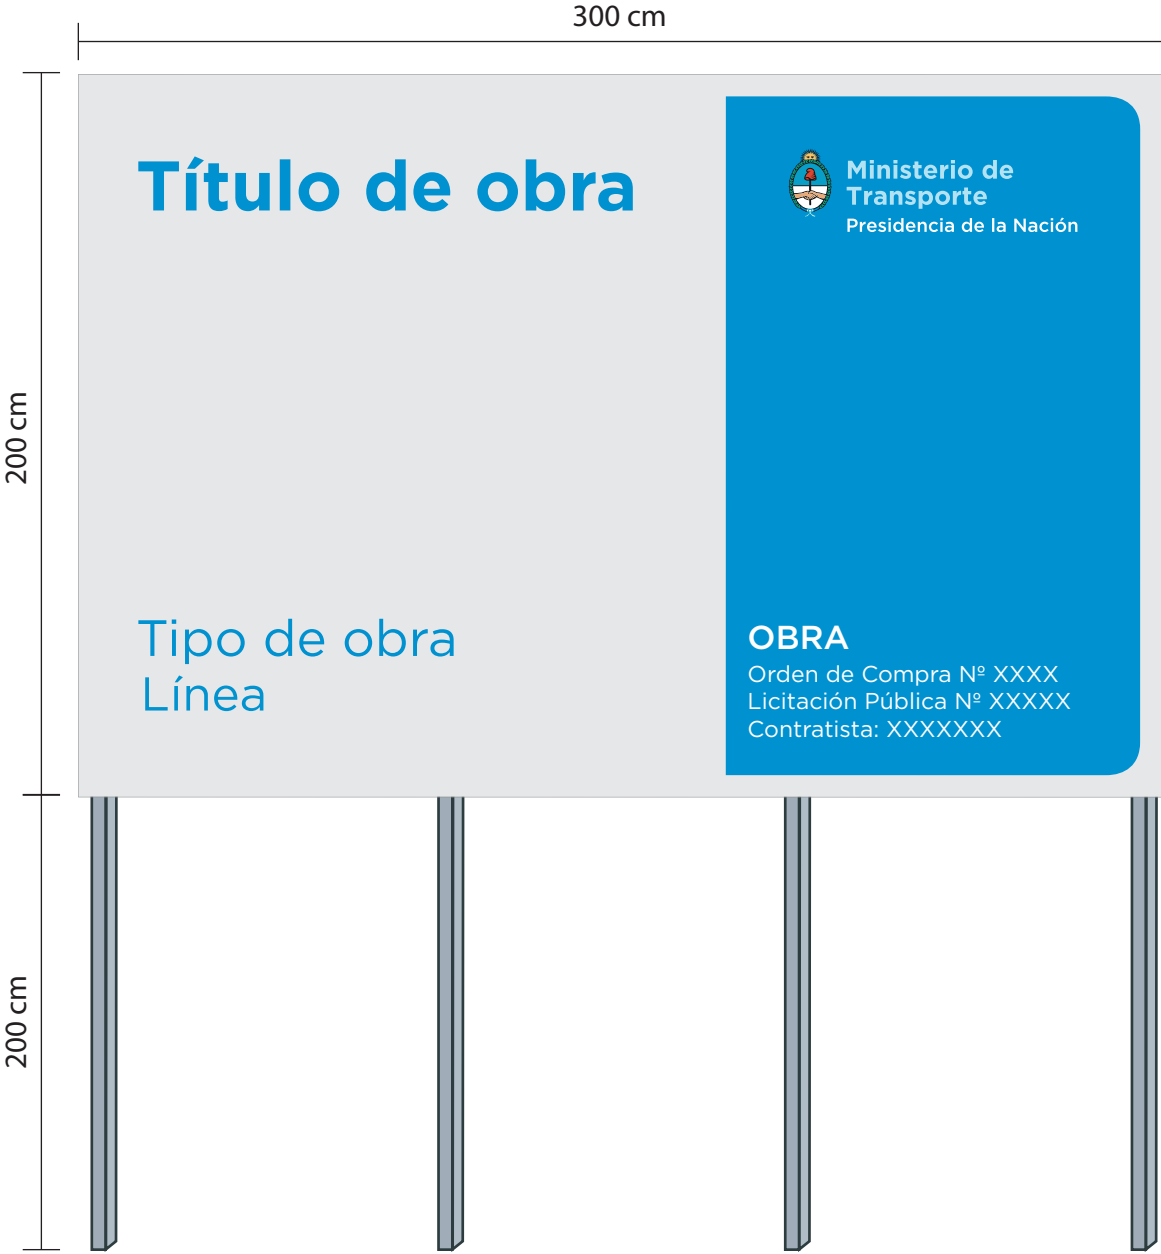 300 cm
200 cm
Título de obra
Ministerio de
Transporte
Presidencia de la Nación
Tipo de obra
Línea
OBRA
Orden de Compra Nº XXXX
Licitación Pública Nº XXXXX
Contratista: XXXXXXX
200 cm